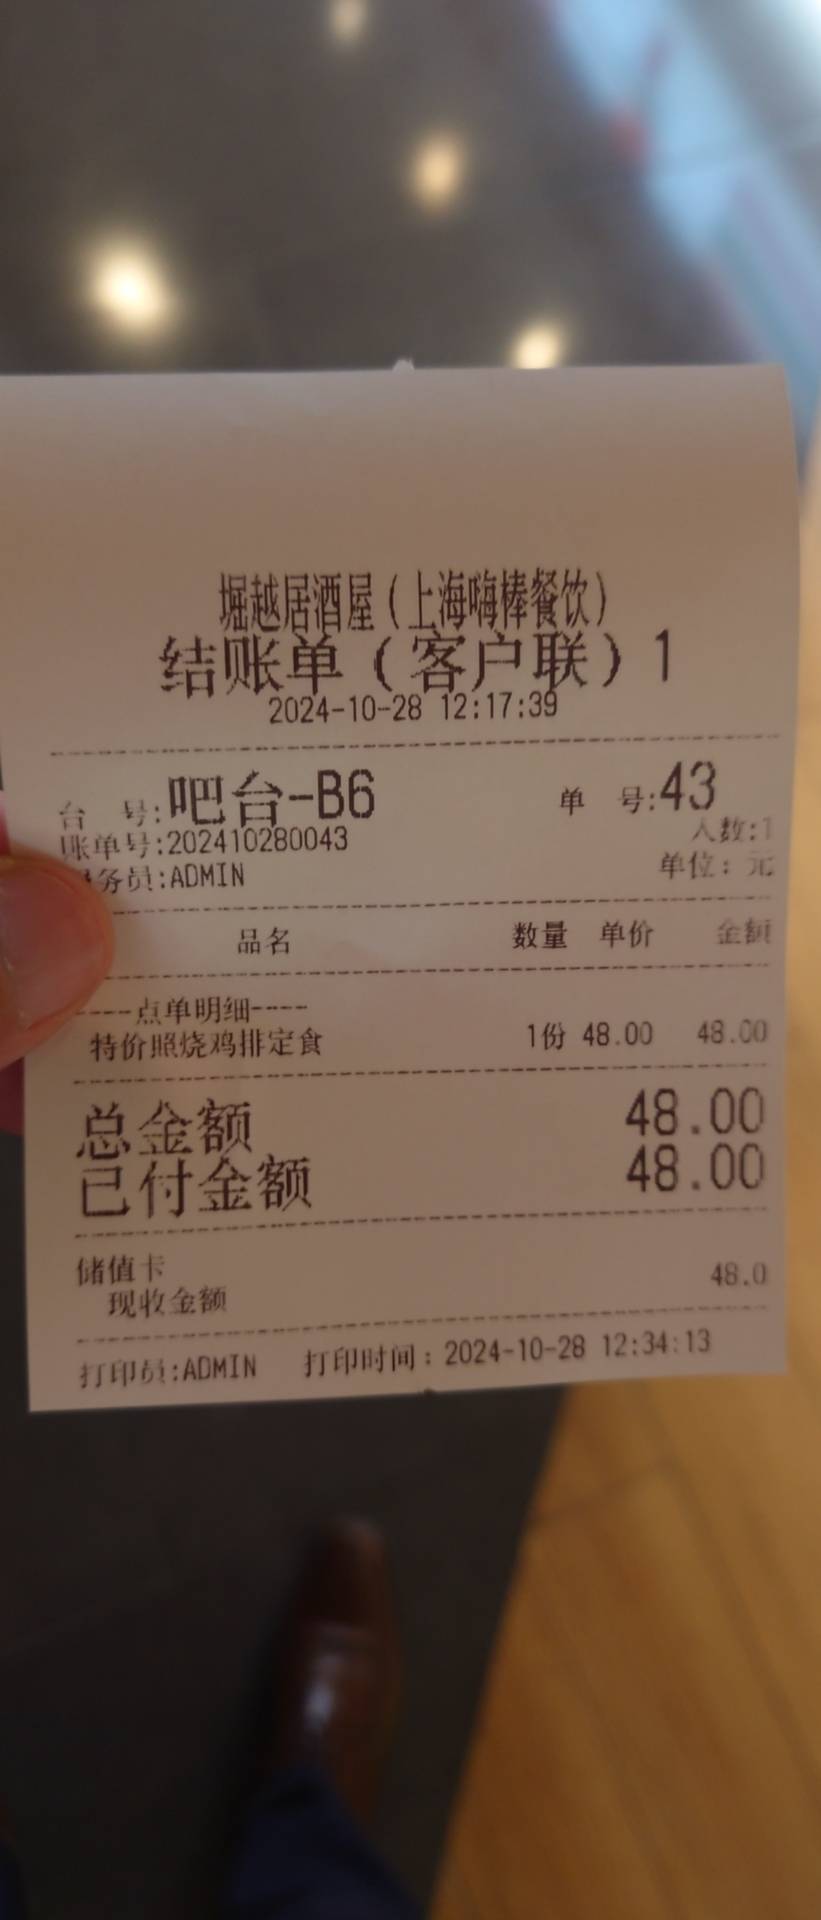 堀越居酒屋(上海嗨棒餐饮)
结账单(客户联)1
2024-10-28 12:17:39
台 号:吧台-B6 单 号:43
账单号:202410280043 人数:1
务员:ADMIN 单位: 元
品名 数量 单价 金额
----点单明细----
特价照烧鸡排定食 1份 48.00 48.00
总金额 48.00
已付金额 48.00
储值卡 48.0
现收金额
打印员:ADMIN 打印时间:2024-10-28 12:34:13